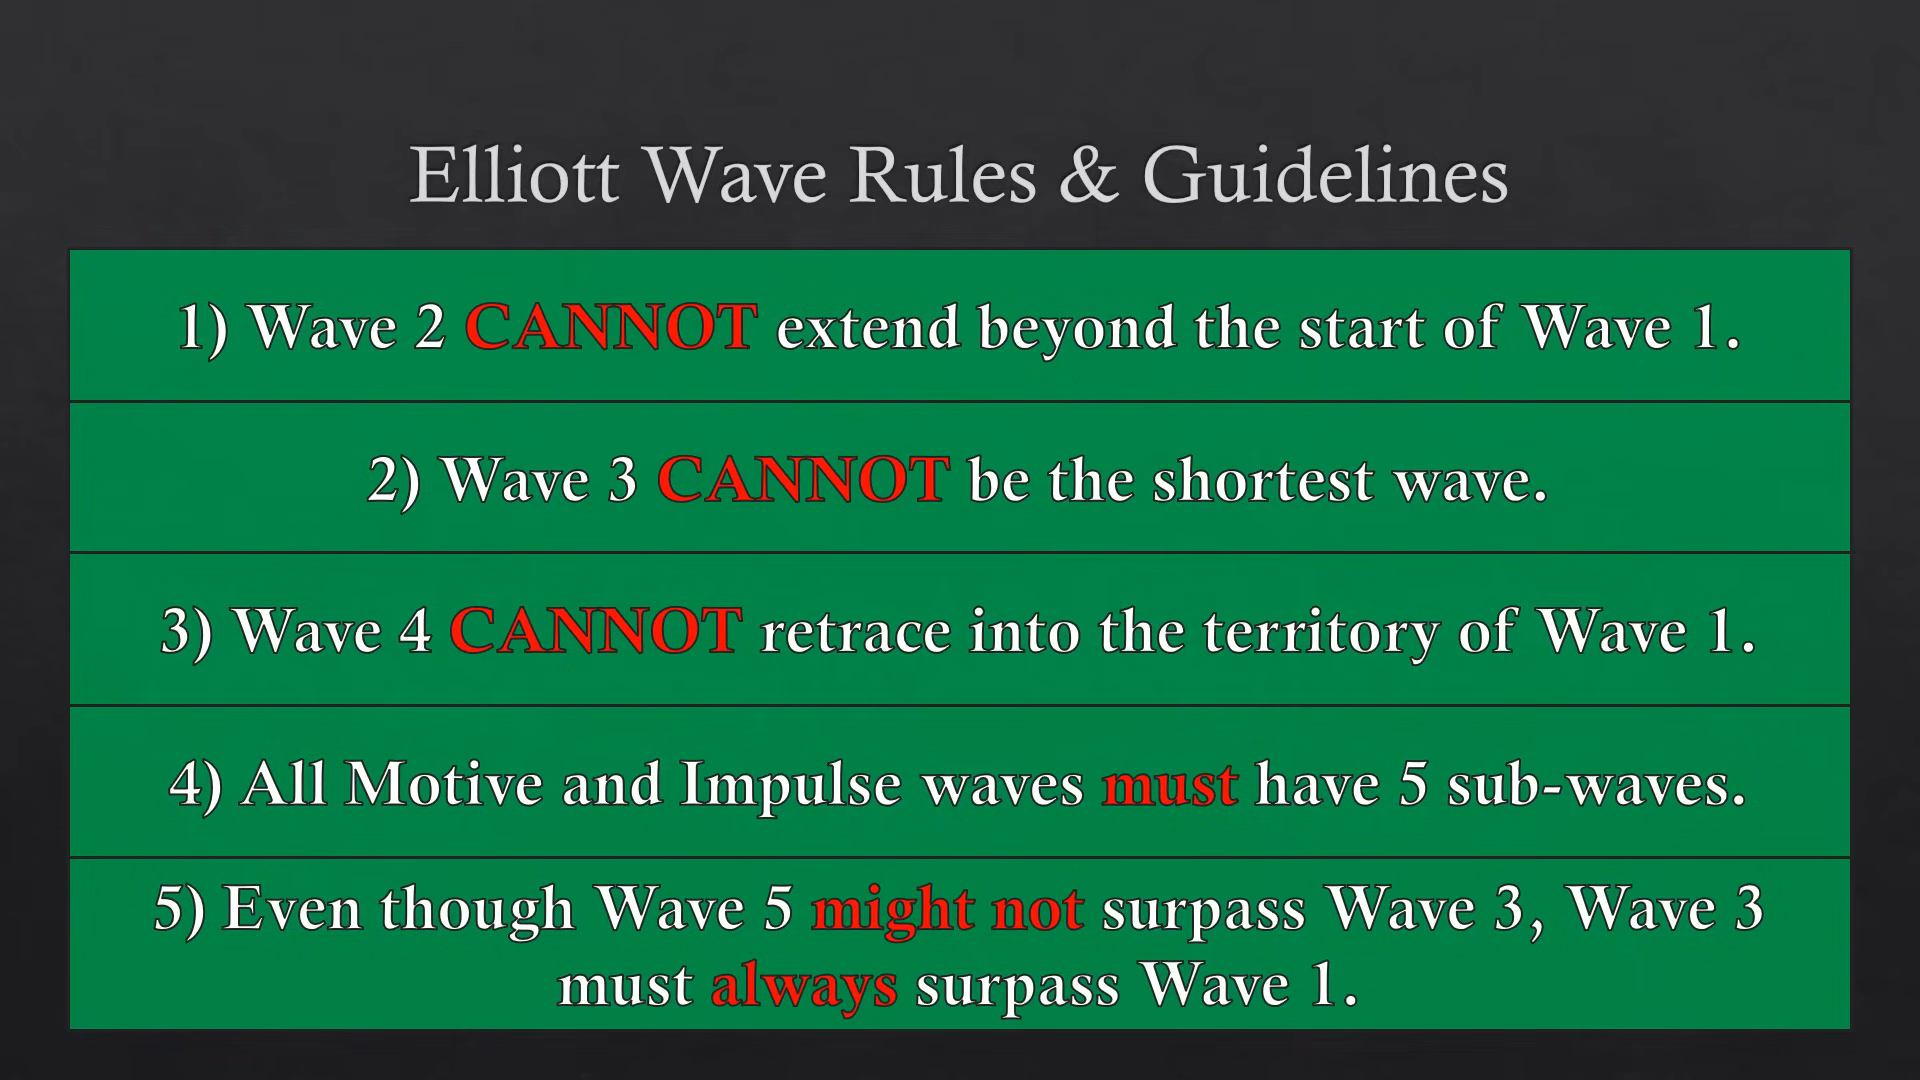 Elliott Wave Rules & Guidelines
1) Wave 2 CANNOT extend beyond the start of Wave 1.
2) Wave 3 CANNOT be the shortest wave.
3) Wave 4 CANNOT retrace into the territory of Wave 1.
4) All Motive and Impulse waves must have 5 sub-waves.
5) Even though Wave 5 might not surpass Wave 3, Wave 3
must always surpass Wave 1.